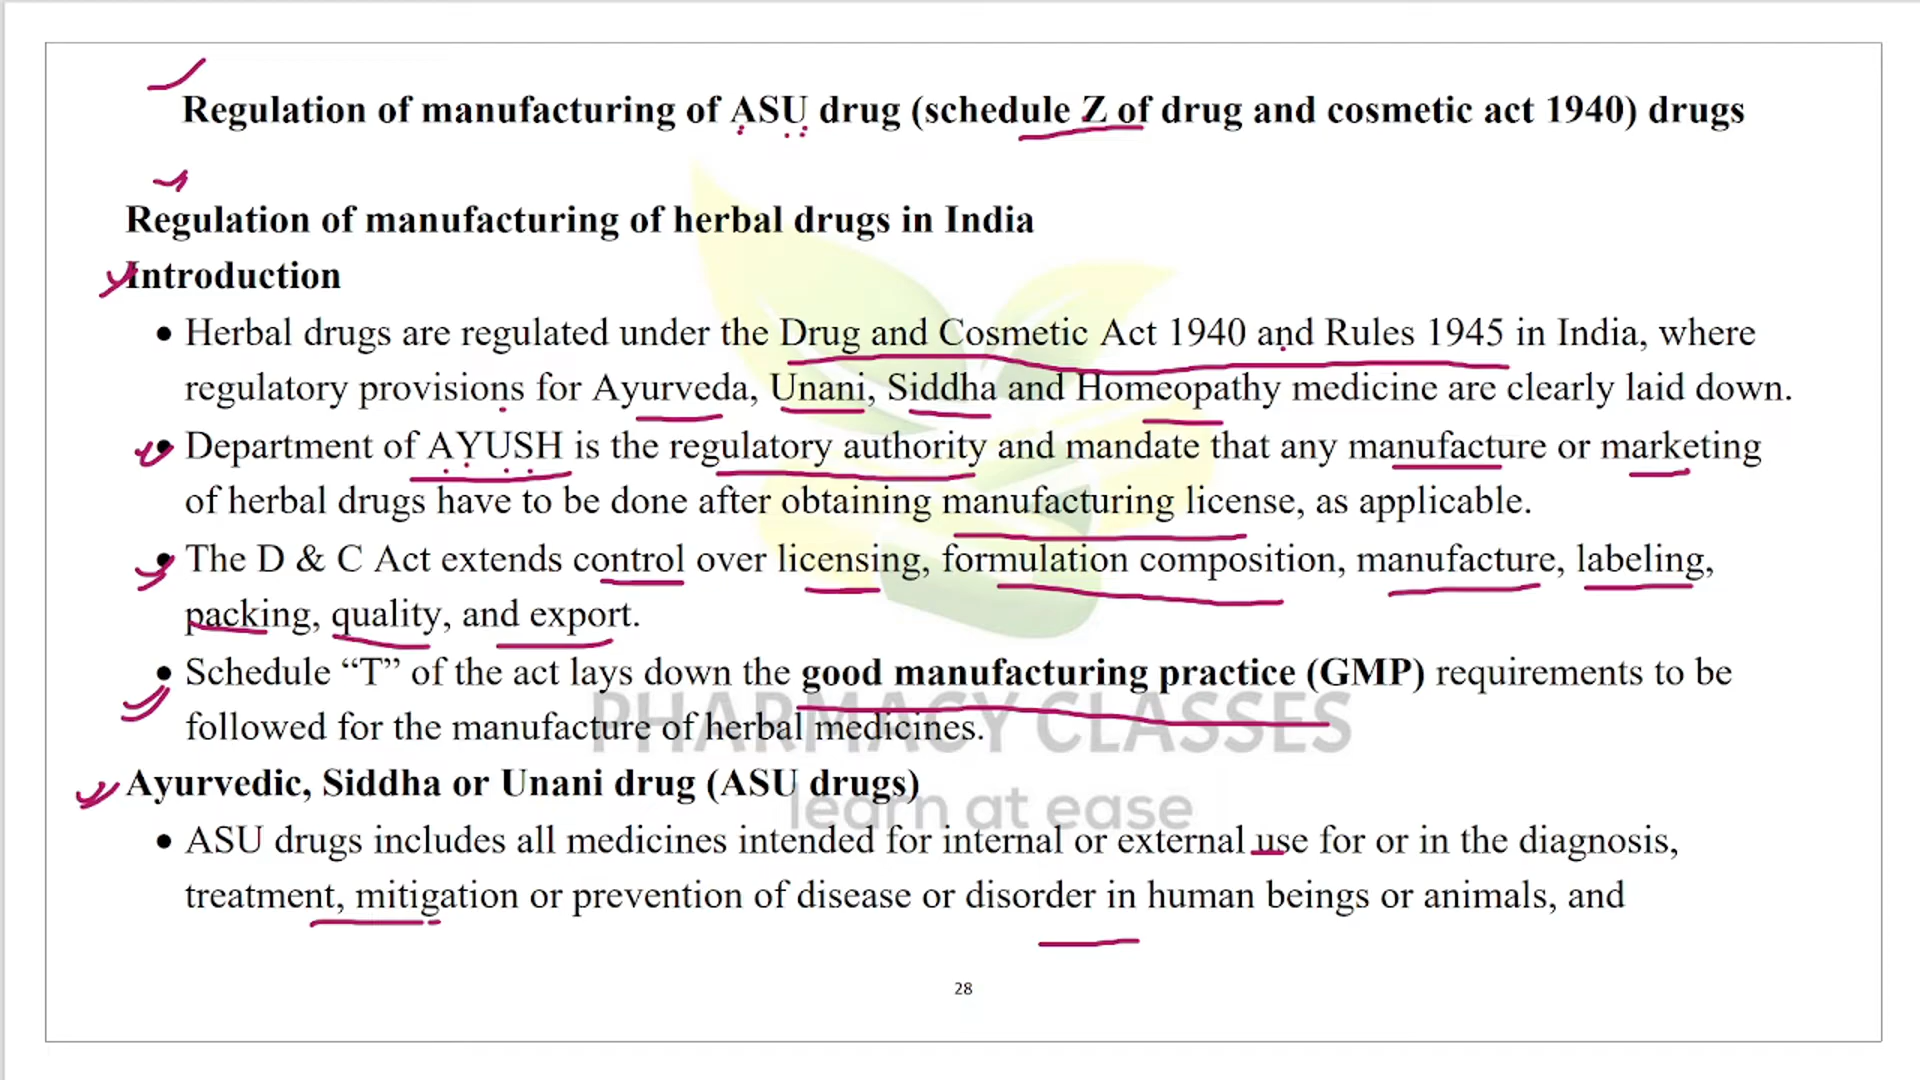 Regulation of manufacturing of ASU drug (schedule Z of drug and cosmetic act 1940) drugs
Regulation of manufacturing of herbal drugs in India
Introduction
• Herbal drugs are regulated under the Drug and Cosmetic Act 1940 and Rules 1945 in India, where
regulatory provisions for Ayurveda, Unani, Siddha and Homeopathy medicine are clearly laid down.
• Department of AYUSH is the regulatory authority and mandate that any manufacture or marketing
of herbal drugs have to be done after obtaining manufacturing license, as applicable.
• The D & C Act extends control over licensing, formulation composition, manufacture, labeling,
packing, quality, and export.
• Schedule “T” of the act lays down the good manufacturing practice (GMP) requirements to be
PHARMACY CLASSES
followed for the manufacture of herbal medicines.
Ayurvedic, Siddha or Unani drug (ASU drugs)
learn at ease
• ASU drugs includes all medicines intended for internal or external use for or in the diagnosis,
treatment, mitigation or prevention of disease or disorder in human beings or animals, and
28